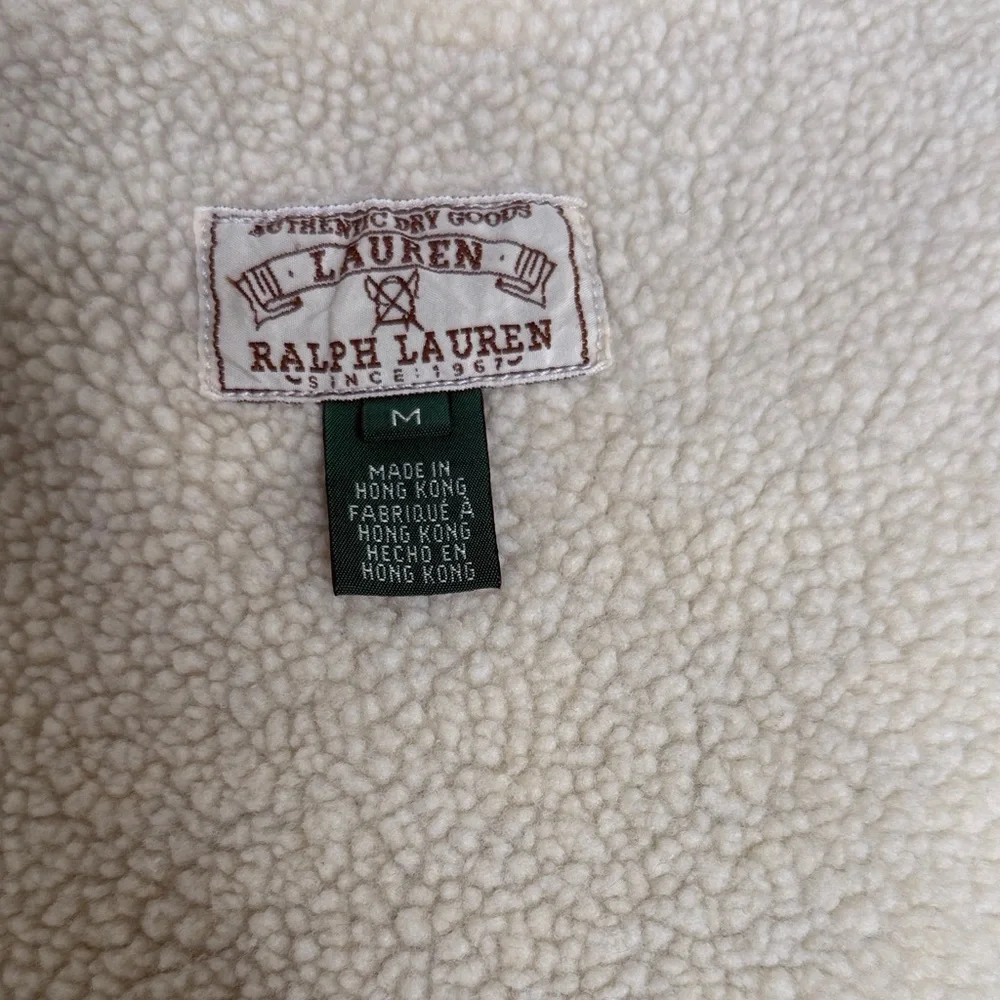 AUTHENTIC DRY GOODS
LAUREN
RALPH LAUREN
SINCE 1967
M
MADE IN
HONG KONG
FABRIQUÉ À
HONG KONG
HECHO EN
HONG KONG